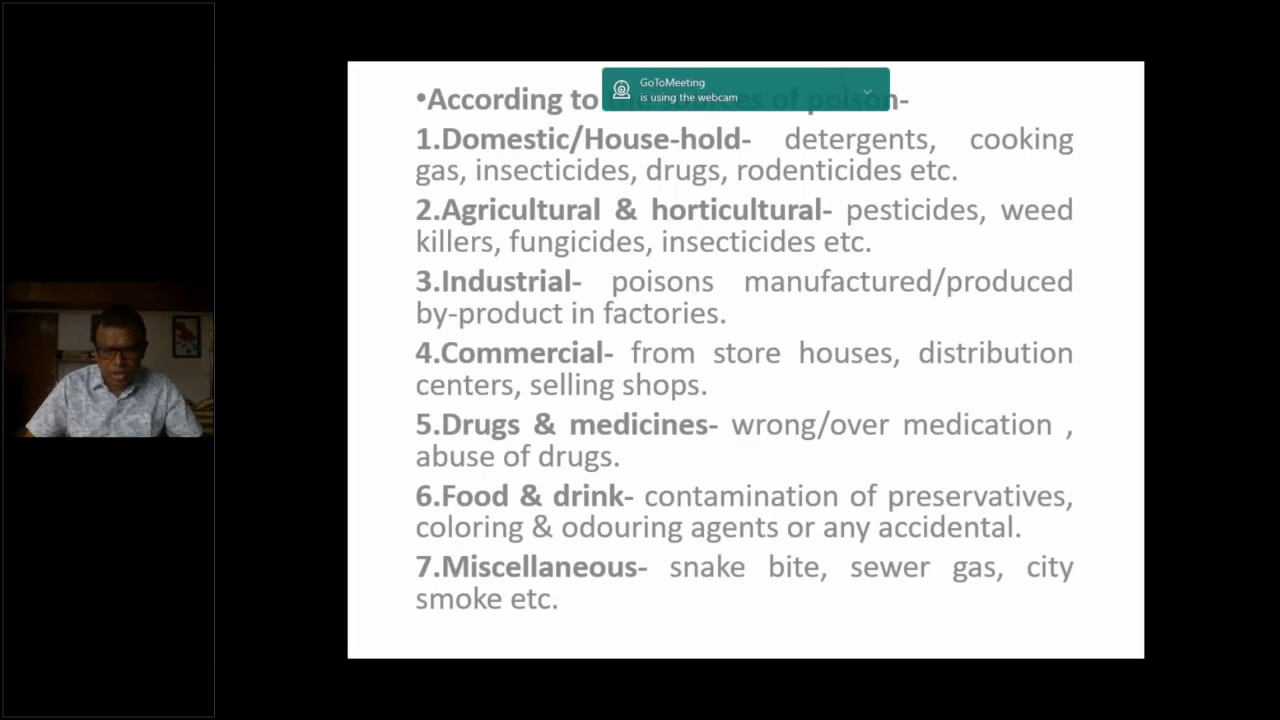 GoToMeeting
is using the webcam
•According to of poison-
1.Domestic/House-hold- detergents, cooking
gas, insecticides, drugs, rodenticides etc.
2.Agricultural & horticultural- pesticides, weed
killers, fungicides, insecticides etc.
3.Industrial- poisons manufactured/produced
by-product in factories.
4.Commercial- from store houses, distribution
centers, selling shops.
5.Drugs & medicines- wrong/over medication ,
abuse of drugs.
6.Food & drink- contamination of preservatives,
coloring & odouring agents or any accidental.
7.Miscellaneous- snake bite, sewer gas, city
smoke etc.